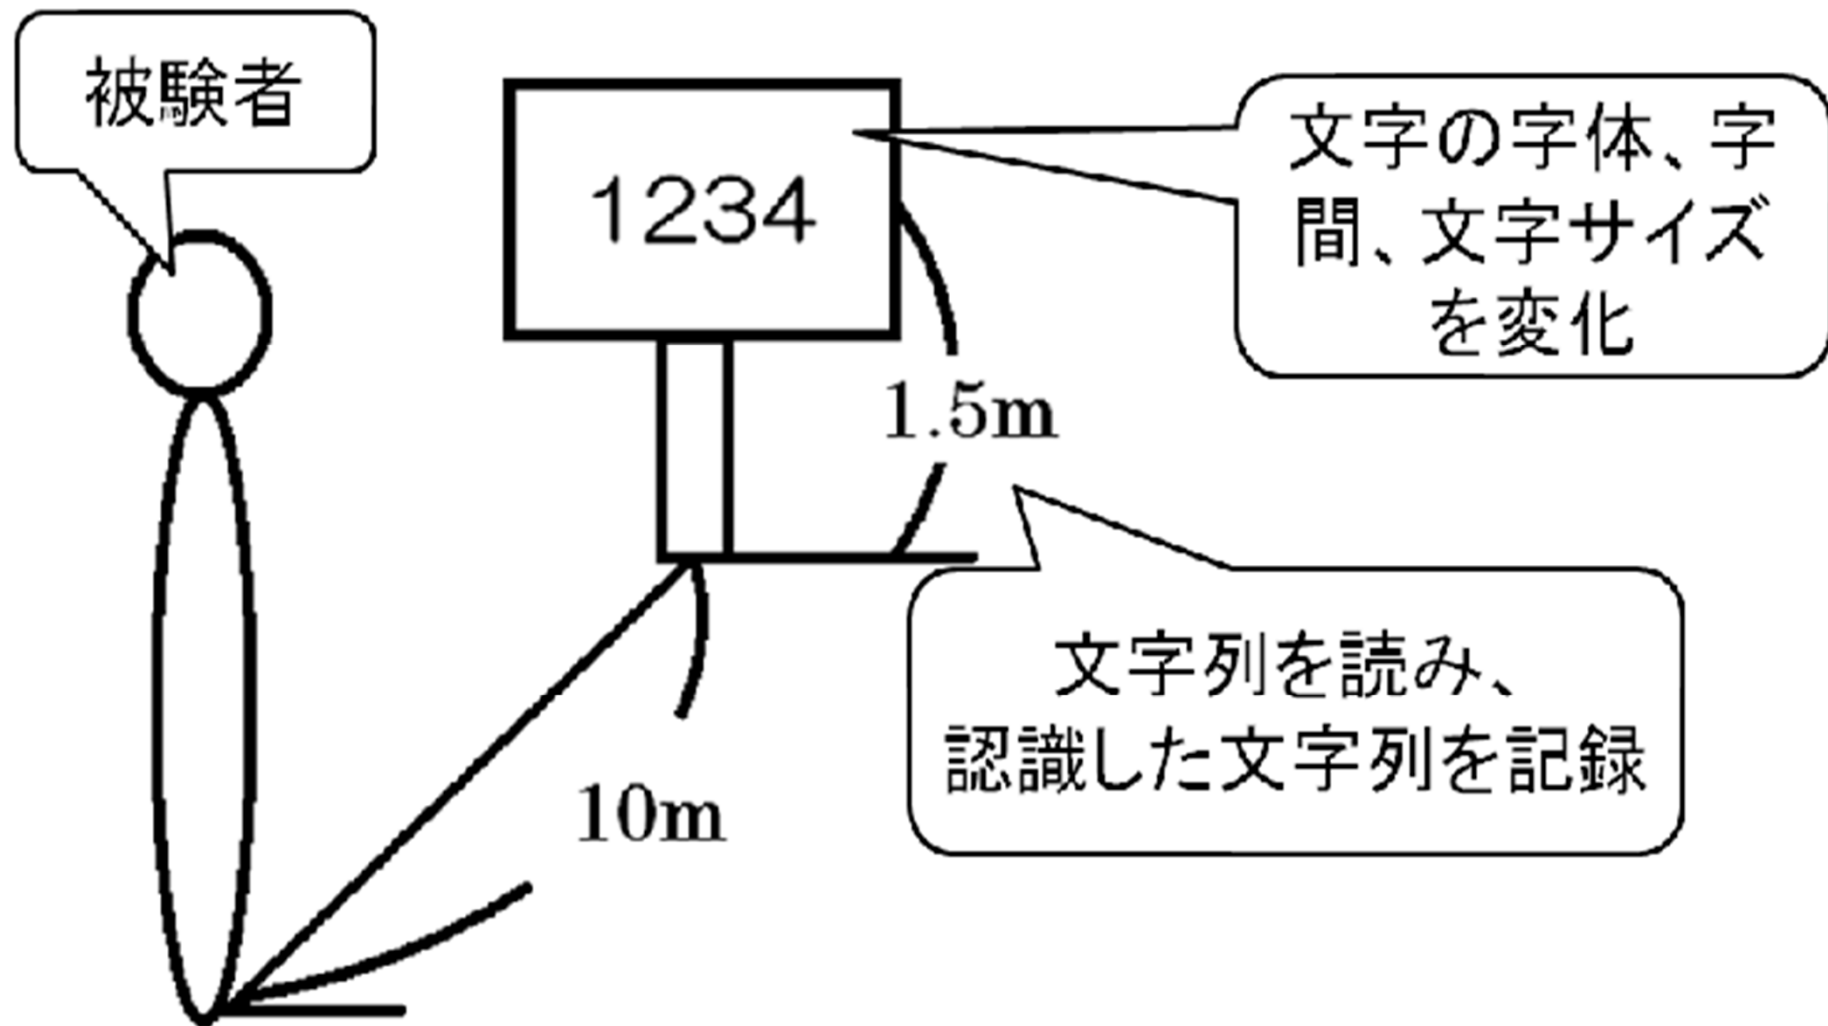 被験者
1234
文字の字体、字
間、文字サイズ
を変化
1.5m
文字列を読み、
認識した文字列を記録
10m